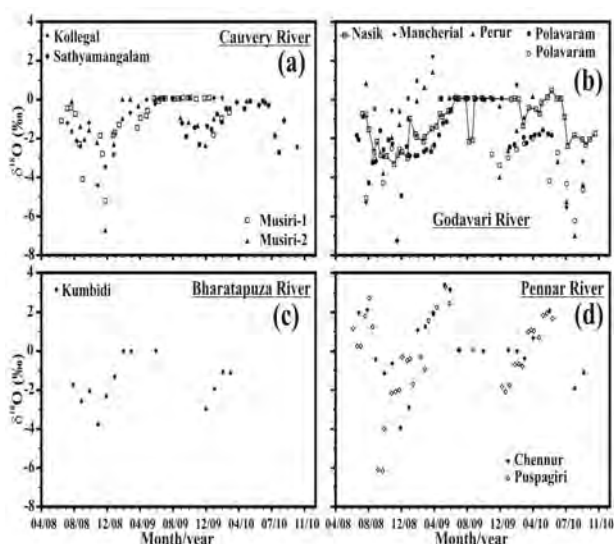 Kollegal
Sathyamangalam
Cauvery River
(a)
Musiri-1
Musiri-2
4
2
0
-2
-4
-6
-8
δ¹⁸O (‰)
Nasik Mancherial Perur Polavaram
Polavaram
(b)
Godavari River
Kumbidi
Bharatapuza River
(c)
4
2
0
-2
-4
-6
-8
δ¹⁸O (‰)
04/08 08/08 12/08 04/09 08/09 12/09 04/10 07/10 11/10
Month/year
Pennar River
(d)
Chennur
Puspagiri
04/08 08/08 12/08 04/09 08/09 12/09 04/10 07/10 11/10
Month/year